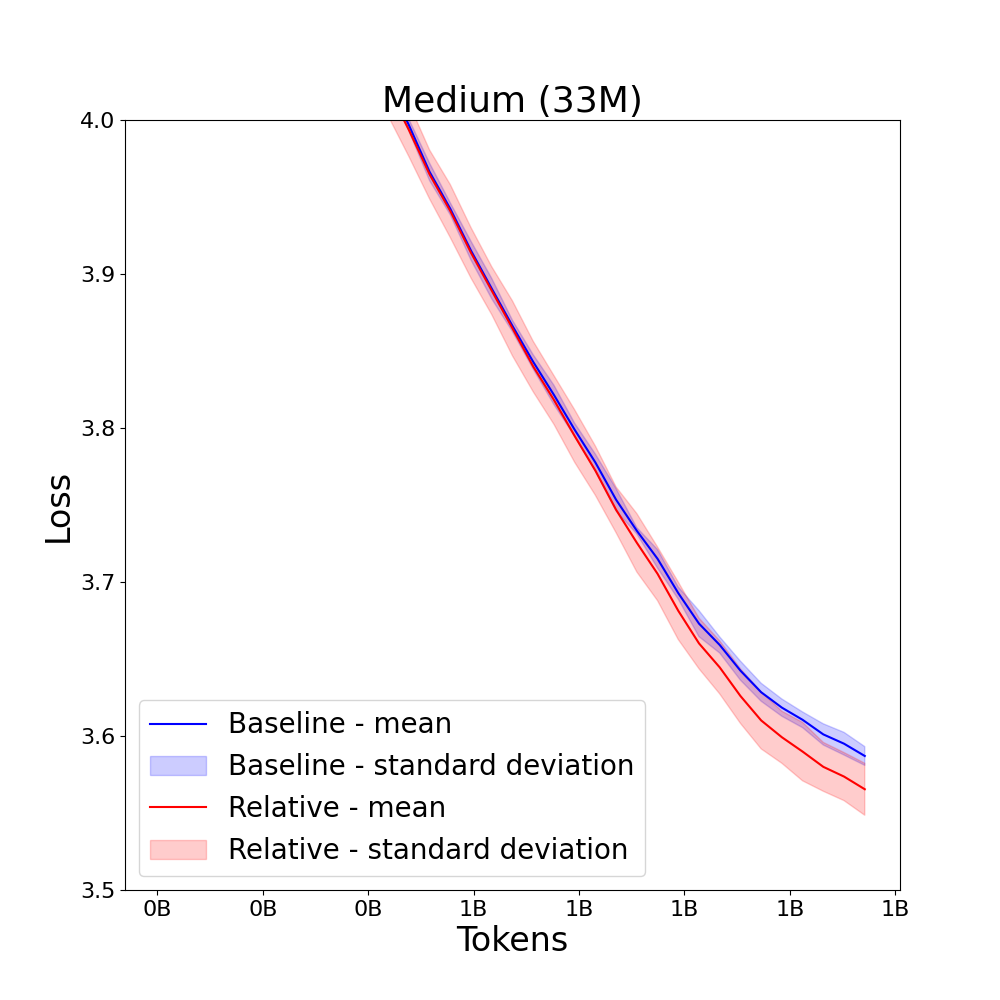 Medium (33M)
4.0
3.9
3.8
3.7
3.6
3.5
Loss
Baseline - mean
Baseline - standard deviation
Relative - mean
Relative - standard deviation
0B 0B 0B 1B 1B 1B 1B 1B
Tokens